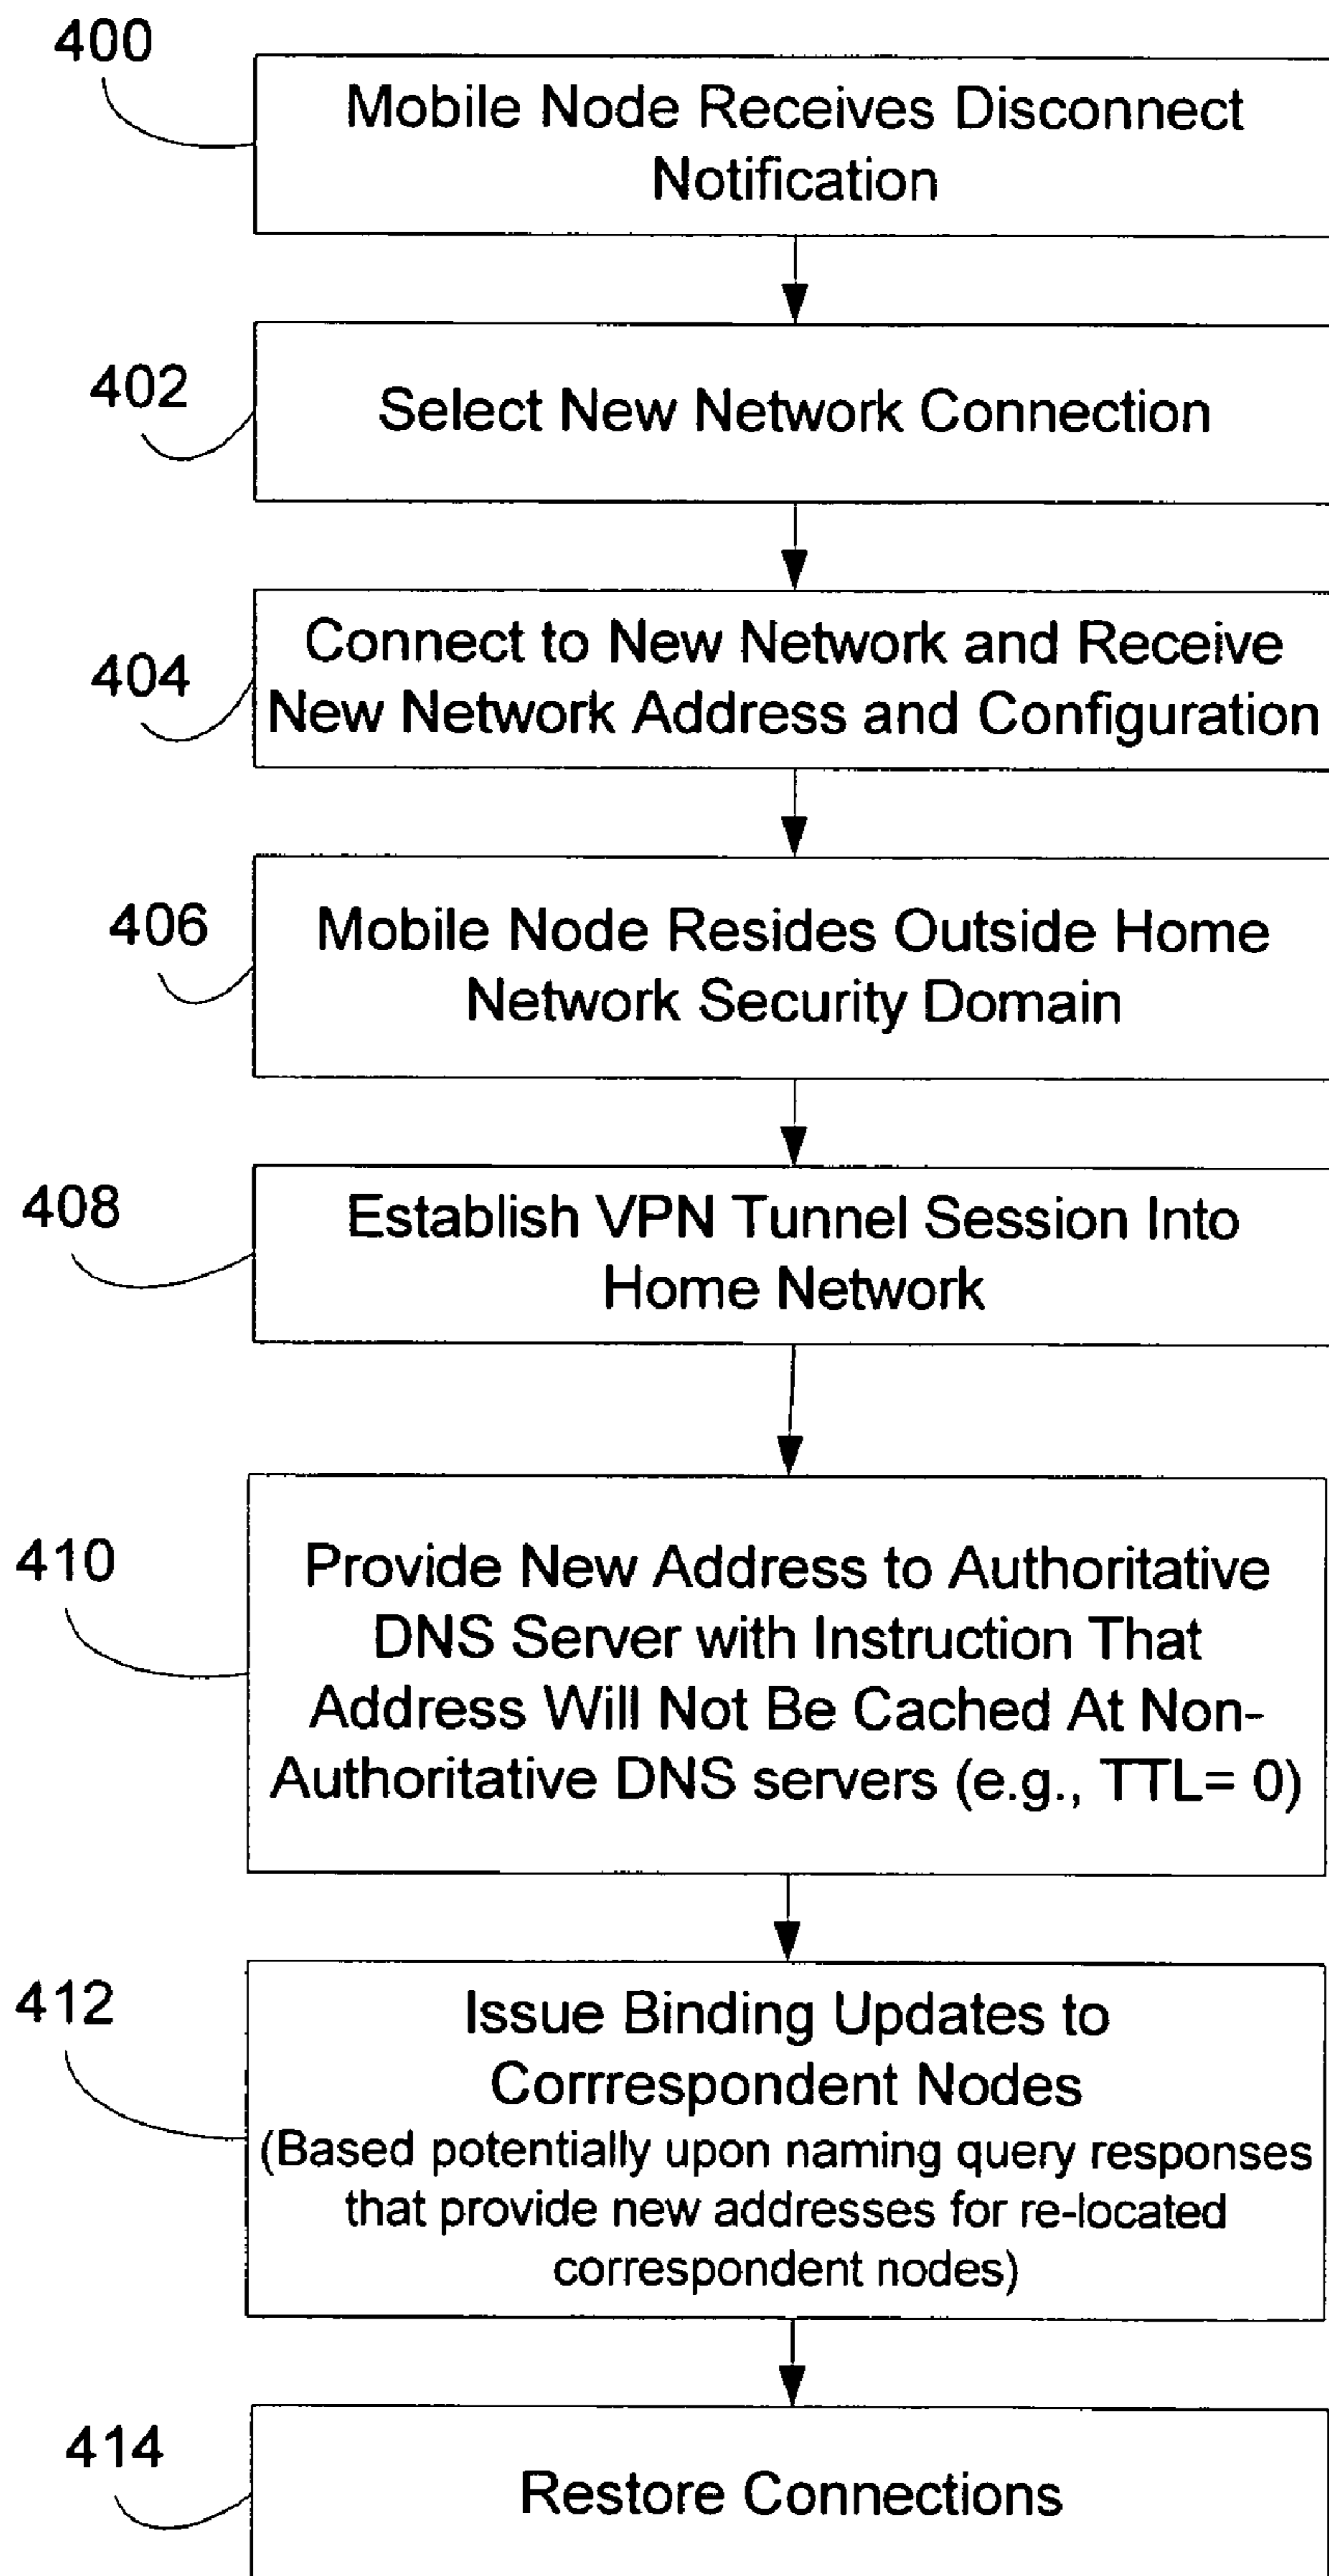 400
Mobile Node Receives Disconnect
Notification
402
Select New Network Connection
404
Connect to New Network and Receive
New Network Address and Configuration
406
Mobile Node Resides Outside Home
Network Security Domain
408
Establish VPN Tunnel Session Into
Home Network
410
Provide New Address to Authoritative
DNS Server with Instruction That
Address Will Not Be Cached At Non-
Authoritative DNS servers (e.g., TTL= 0)
412
Issue Binding Updates to
Corrrespondent Nodes
(Based potentially upon naming query responses
that provide new addresses for re-located
correspondent nodes)
414
Restore Connections